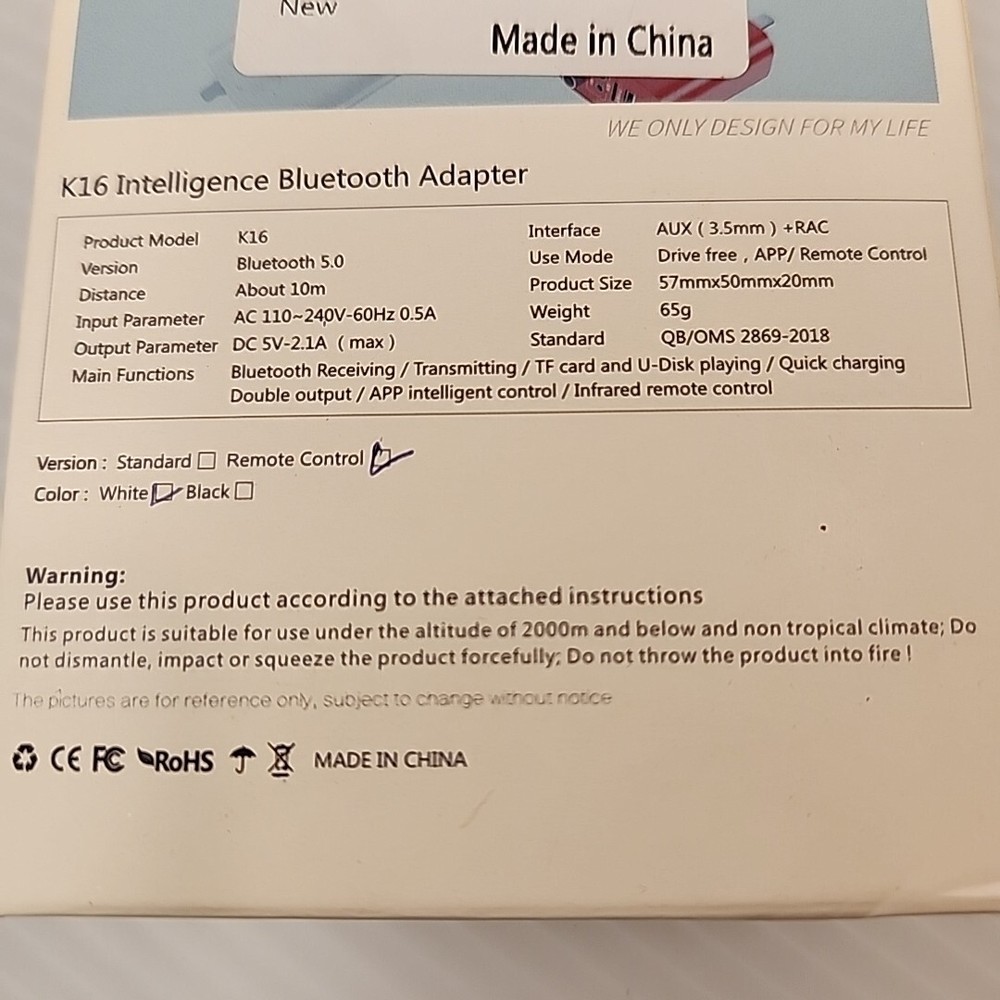 New
Made in China
WE ONLY DESIGN FOR MY LIFE
K16 Intelligence Bluetooth Adapter
Product Model K16 Interface AUX ( 3.5mm ) +RAC
Version Bluetooth 5.0 Use Mode Drive free , APP/ Remote Control
Distance About 10m Product Size 57mmx50mmx20mm
Input Parameter AC 110~240V-60Hz 0.5A Weight 65g
Output Parameter DC 5V-2.1A ( max ) Standard QB/OMS 2869-2018
Main Functions Bluetooth Receiving / Transmitting / TF card and U-Disk playing / Quick charging
Double output / APP intelligent control / Infrared remote control
Version : Standard Remote Control
Color : White Black
Warning:
Please use this product according to the attached instructions
This product is suitable for use under the altitude of 2000m and below and non tropical climate; Do
not dismantle, impact or squeeze the product forcefully; Do not throw the product into fire !
The pictures are for reference only, subject to change without notice
CE FC RoHS MADE IN CHINA